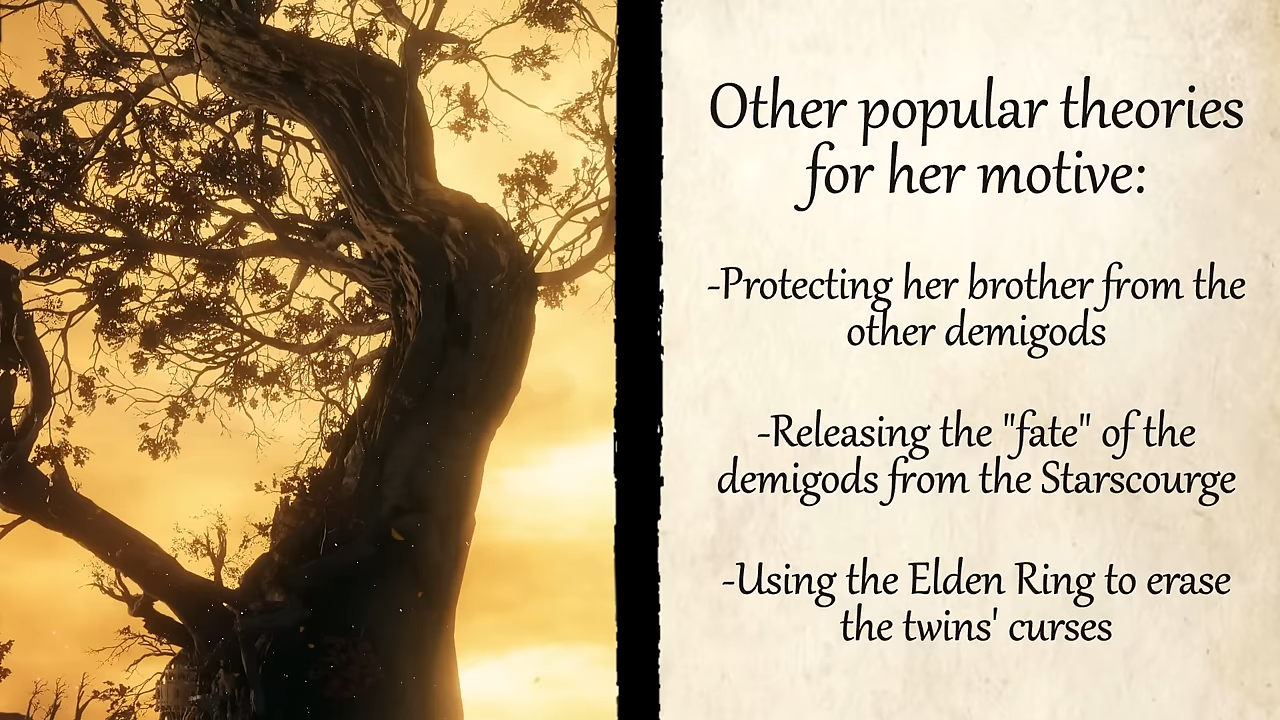 Other popular theories
for her motive:
-Protecting her brother from the
other demigods
-Releasing the "fate" of the
demigods from the Starscourge
-Using the Elden Ring to erase
the twins' curses